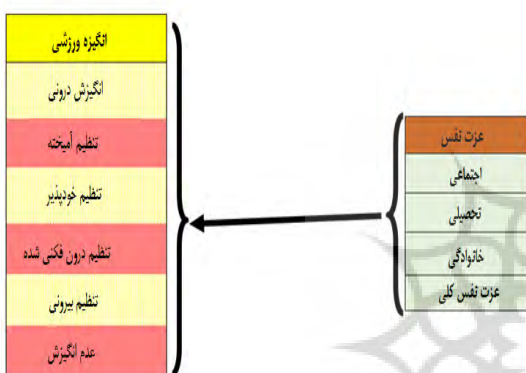 عزت نفس
اجتماعی
تحصیلی
خانوادگی
عزت نفس کلی
انگیزه ورزشی
انگیزش درونی
تنظیم آمیخته
تنظیم خودپذیر
تنظیم درون فکنی شده
تنظیم بیرونی
عدم انگیزش